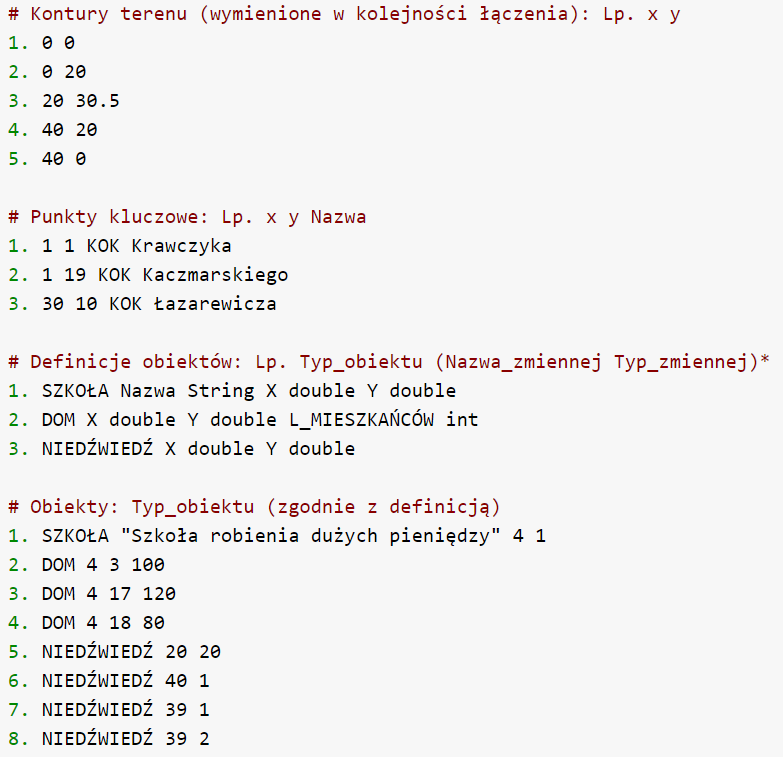 # Kontury terenu (wymienione w kolejności łączenia): Lp. x y
1. 0 0
2. 0 20
3. 20 30.5
4. 40 20
5. 40 0
# Punkty kluczowe: Lp. x y Nazwa
1. 1 1 KOK Krawczyka
2. 1 19 KOK Kaczmarskiego
3. 30 10 KOK Łazarewicza
# Definicje obiektów: Lp. Typ_obiektu (Nazwa_zmiennej Typ_zmiennej)*
1. SZKOŁA Nazwa String X double Y double
2. DOM X double Y double L_MIESZKAŃCÓW int
3. NIEDŹWIEDŹ X double Y double
# Obiekty: Typ_obiektu (zgodnie z definicją)
1. SZKOŁA "Szkoła robienia dużych pieniędzy" 4 1
2. DOM 4 3 100
3. DOM 4 17 120
4. DOM 4 18 80
5. NIEDŹWIEDŹ 20 20
6. NIEDŹWIEDŹ 40 1
7. NIEDŹWIEDŹ 39 1
8. NIEDŹWIEDŹ 39 2